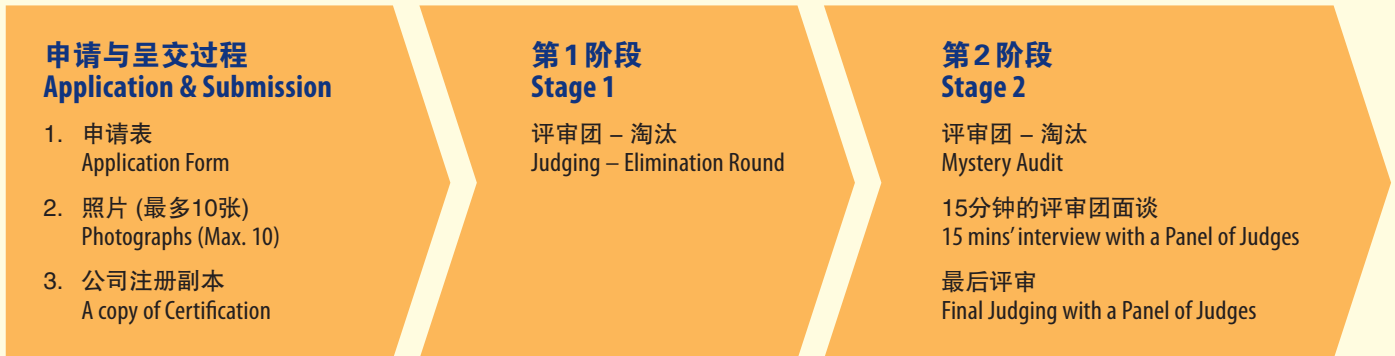 申请与呈交过程
Application & Submission
1. 申请表
Application Form
2. 照片 (最多10张)
Photographs (Max. 10)
3. 公司注册副本
A copy of Certification
第1阶段
Stage 1
评审团 – 淘汰
Judging – Elimination Round
第2阶段
Stage 2
评审团 – 淘汰
Mystery Audit
15分钟的评审团面谈
15 mins’ interview with a Panel of Judges
最后评审
Final Judging with a Panel of Judges